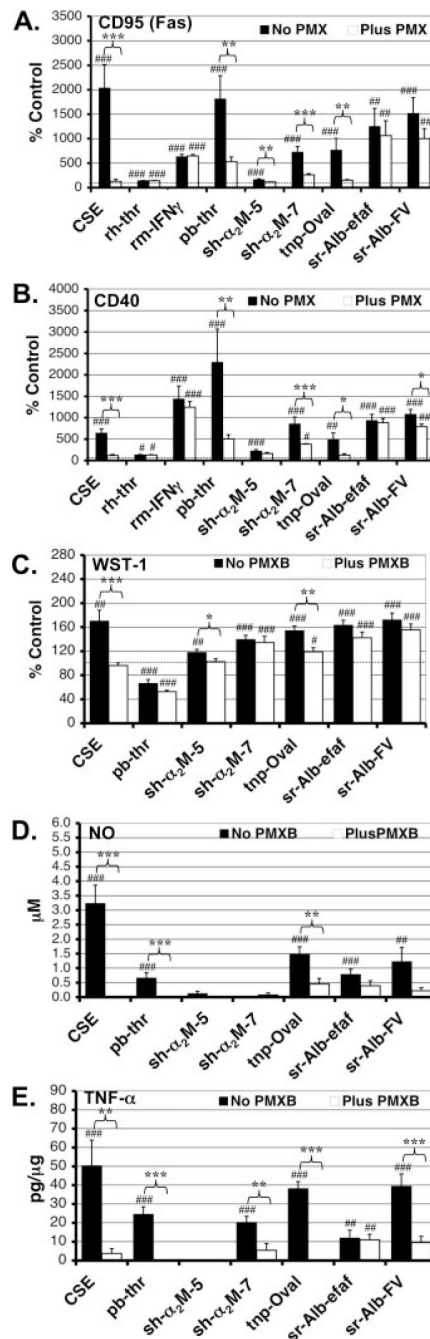 A. CD95 (Fas)
■ No PMX □ Plus PMX
% Control
3500
3000
2500
2000
1500
1000
500
0
### *** ### ### ### ### ### ** ### ** ### *** ### ** ## ## ### ##
CSE
rh-thr
rm-IFNγ
pb-thr
sh-α2M-5
sh-α2M-7
tnp-Oval
sr-Alb-efaf
sr-Alb-FV
B. CD40
■ No PMX □ Plus PMX
% Control
4000
3500
3000
2500
2000
1500
1000
500
0
### *** # # ### ### ### ** ### ### *** # ## * ### ### ### * ##
CSE
rh-thr
rm-IFNγ
pb-thr
sh-α2M-5
sh-α2M-7
tnp-Oval
sr-Alb-efaf
sr-Alb-FV
C. WST-1
■ No PMXB □ Plus PMXB
% Control
280
240
200
160
120
80
40
0
## *** ### ### ## * ### ### ### ** # ### ### ### ###
CSE
pb-thr
sh-α2M-5
sh-α2M-7
tnp-Oval
sr-Alb-efaf
sr-Alb-FV
D. NO
■ No PMXB □ PlusPMXB
µM
6.0
5.5
5.0
4.5
4.0
3.5
3.0
2.5
2.0
1.5
1.0
0.5
0.0
### *** ### *** ### ** ### ##
CSE
pb-thr
sh-α2M-5
sh-α2M-7
tnp-Oval
sr-Alb-efaf
sr-Alb-FV
E. TNF-α
■ No PMXB □ Plus PMXB
pg/µg
90
80
70
60
50
40
30
20
10
0
### ** ### *** ### ** ### *** ## ## ### ***
CSE
pb-thr
sh-α2M-5
sh-α2M-7
tnp-Oval
sr-Alb-efaf
sr-Alb-FV